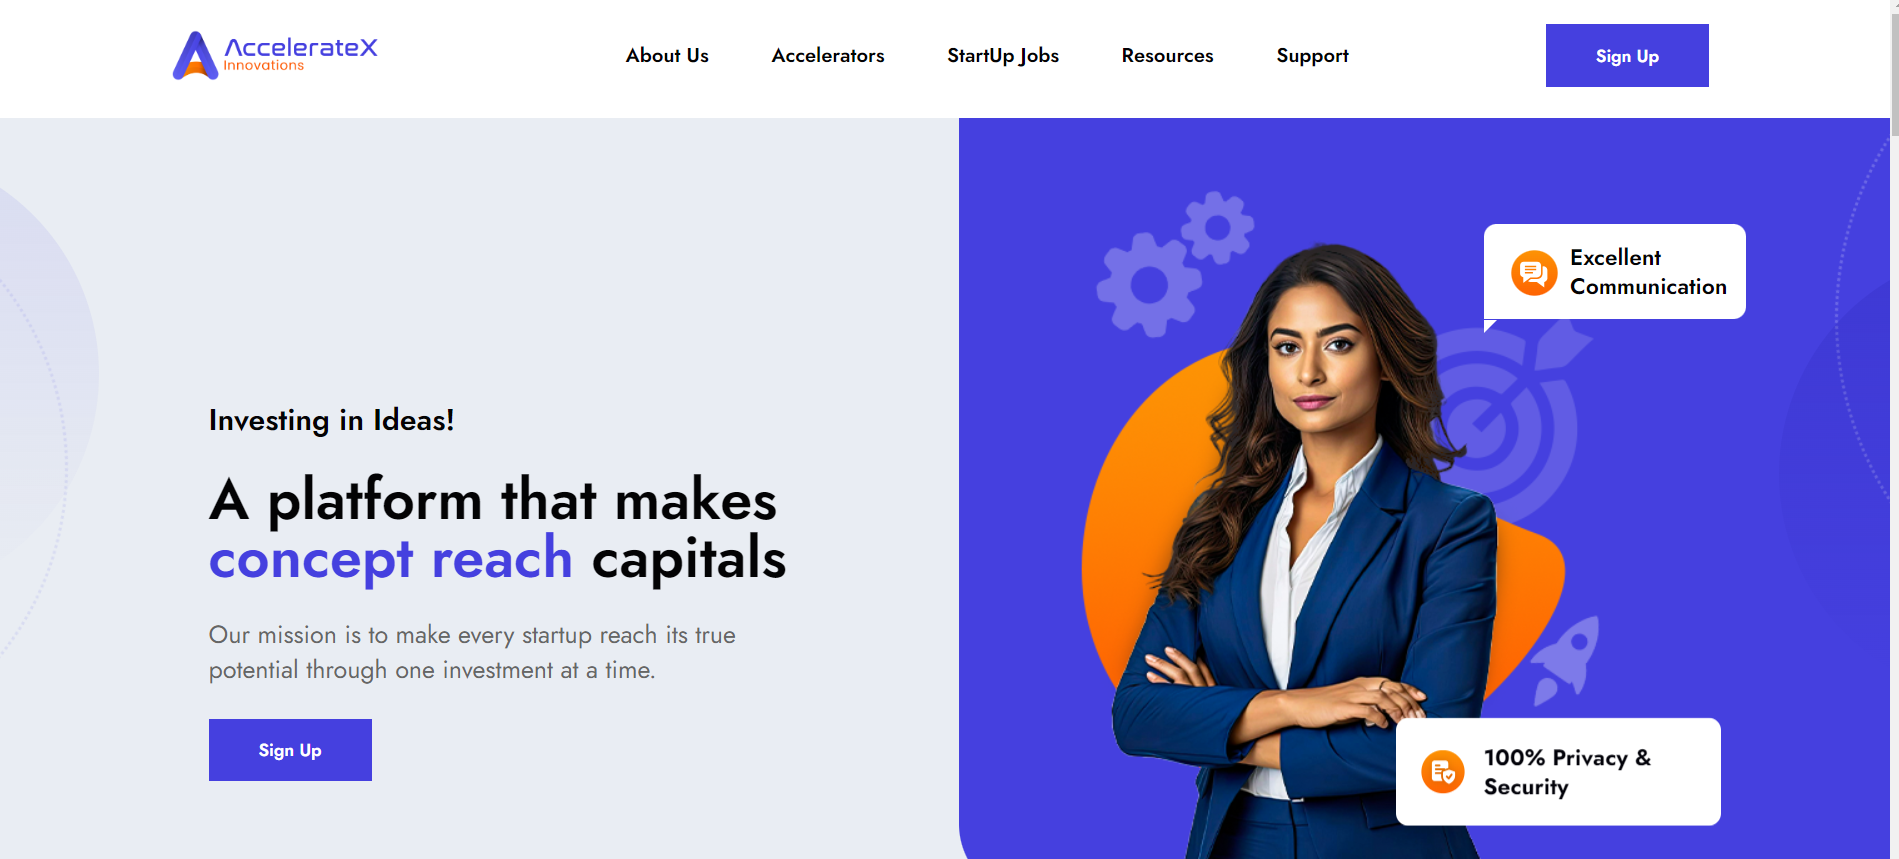 AccelerateX
Innovations
About Us
Accelerators
StartUp Jobs
Resources
Support
Sign Up
Investing in Ideas!
A platform that makes
concept reach capitals
Our mission is to make every startup reach its true
potential through one investment at a time.
Sign Up
Excellent
Communication
100% Privacy &
Security